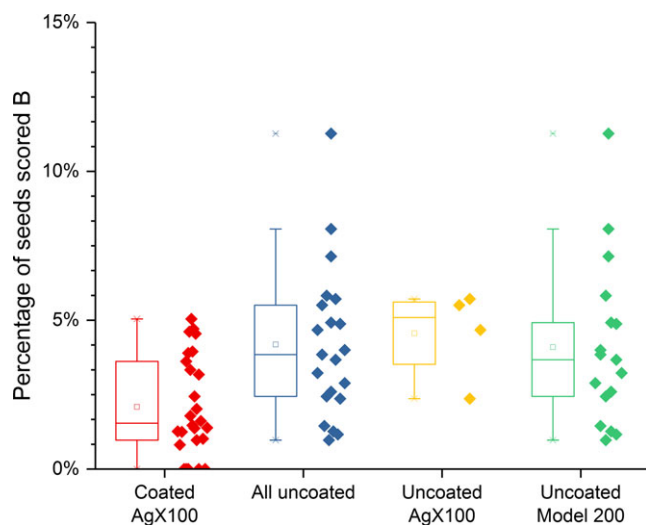 15%
10%
5%
0%
Percentage of seeds scored B
Coated
AgX100
All uncoated
Uncoated
AgX100
Uncoated
Model 200